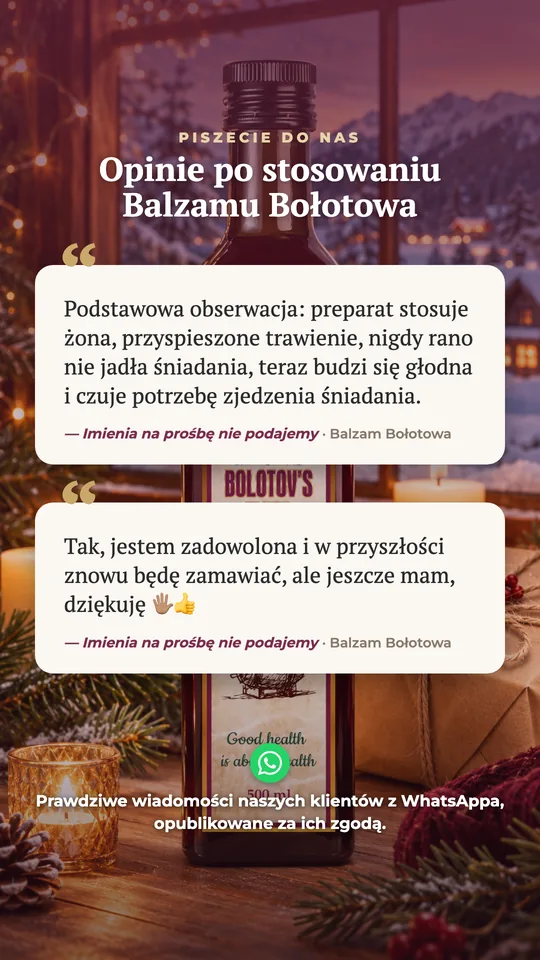 PISZECIE DO NAS
Opinie po stosowaniu
Balzamu Bołotowa
“
Podstawowa obserwacja: preparat stosuje
żona, przyspieszone trawienie, nigdy rano
nie jadła śniadania, teraz budzi się głodna
i czuje potrzebę zjedzenia śniadania.
— Imienia na prośbę nie podajemy · Balzam Bołotowa
BOLOTOV'S
“
Tak, jestem zadowolona i w przyszłości
znowu będę zamawiać, ale jeszcze mam,
dziękuję 🖐🏽👍
— Imienia na prośbę nie podajemy · Balzam Bołotowa
Good health
is
500 ml
Prawdziwe wiadomości naszych klientów z WhatsAppa,
opublikowane za ich zgodą.